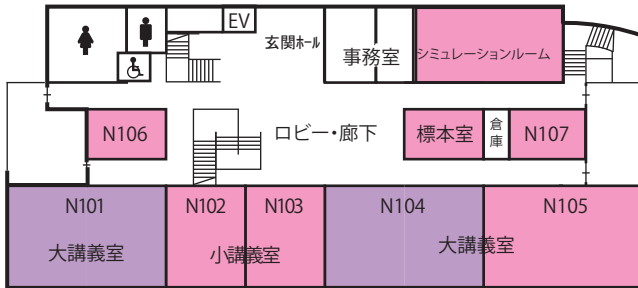 EV
玄関ホール
事務室
シミュレーションルーム
N106
ロビー・廊下
標本室
倉庫
N107
N101
N102
N103
N104
N105
大講義室
小講義室
大講義室